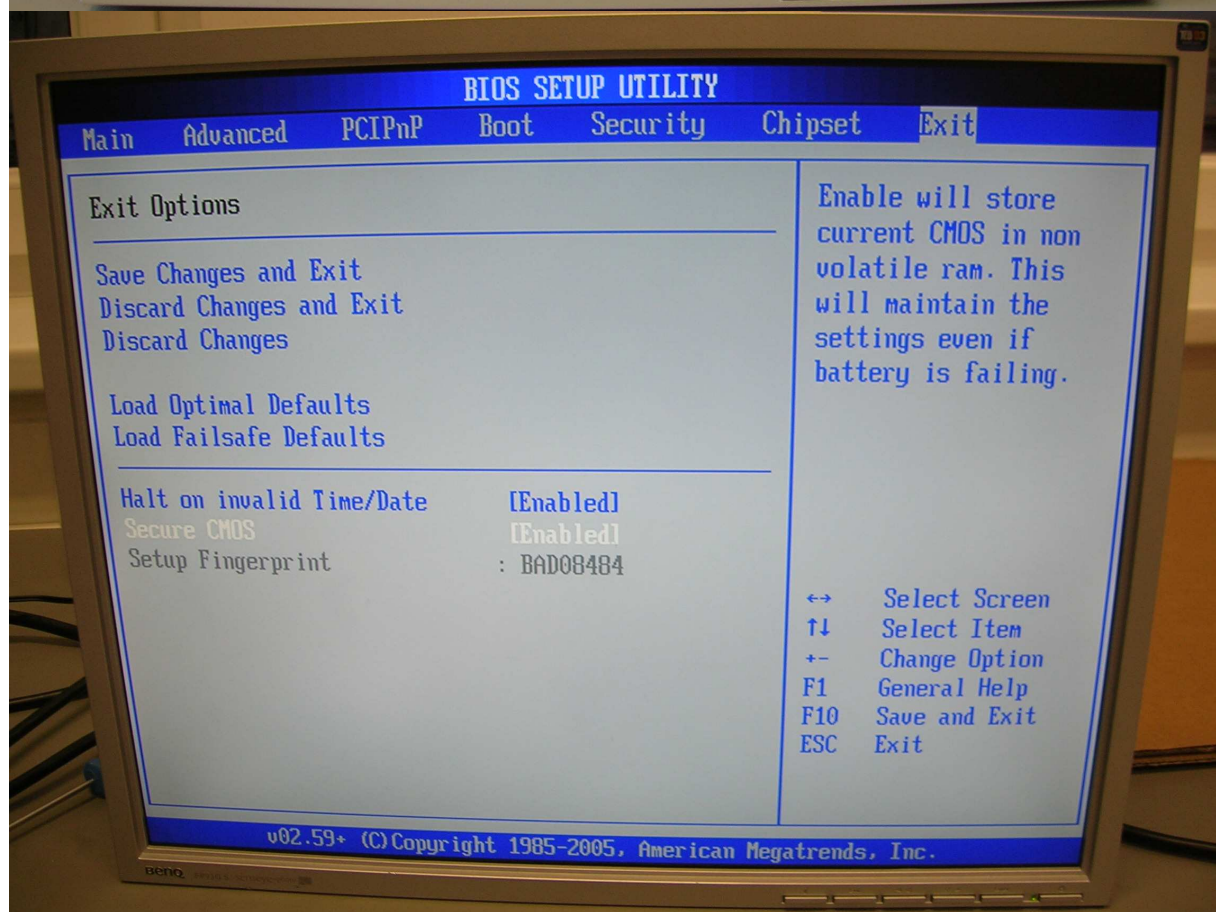 BIOS SETUP UTILITY
Main Advanced PCIPnP Boot Security Chipset Exit
Exit Options
Save Changes and Exit
Discard Changes and Exit
Discard Changes
Load Optimal Defaults
Load Failsafe Defaults
Halt on invalid Time/Date [Enabled]
Secure CMOS [Enabled]
Setup Fingerprint : BAD08484
Enable will store
current CMOS in non
volatile ram. This
will maintain the
settings even if
battery is failing.
←→ Select Screen
↑↓ Select Item
+- Change Option
F1 General Help
F10 Save and Exit
ESC Exit
v02.59+ (C)Copyright 1985-2005, American Megatrends, Inc.
BenQ